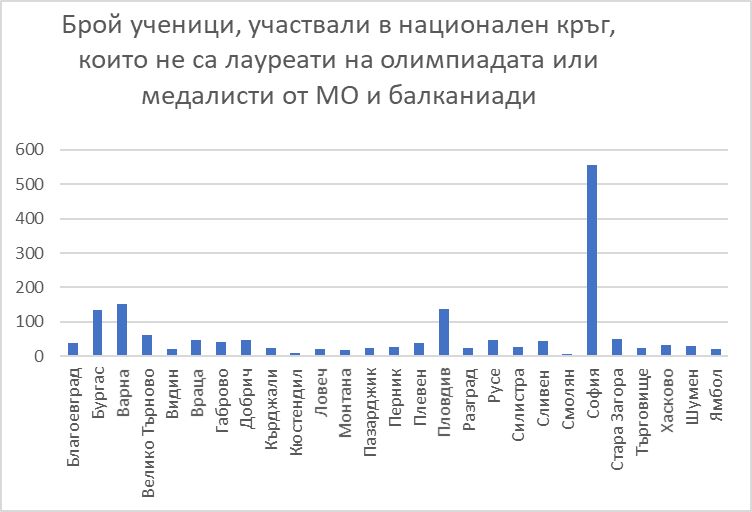 Брой ученици, участвали в национален кръг,
които не са лауреати на олимпиадата или
медалисти от МО и балканиади
600
500
400
300
200
100
0
Благоевград
Бургас
Варна
Велико Търново
Видин
Враца
Габрово
Добрич
Кърджали
Кюстендил
Ловеч
Монтана
Пазарджик
Перник
Плевен
Пловдив
Разград
Русе
Силистра
Сливен
Смолян
София
Стара Загора
Търговище
Хасково
Шумен
Ямбол